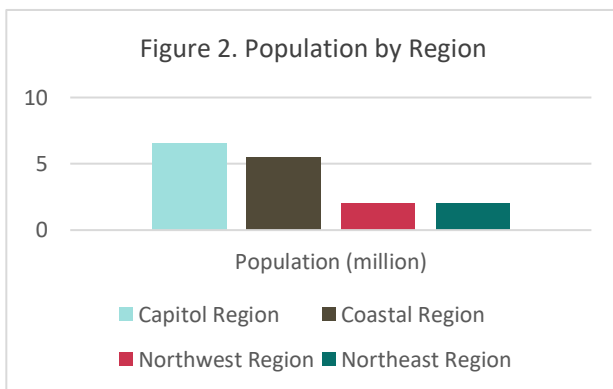 Figure 2. Population by Region
10
5
0
Population (million)
Capitol Region Coastal Region
Northwest Region Northeast Region